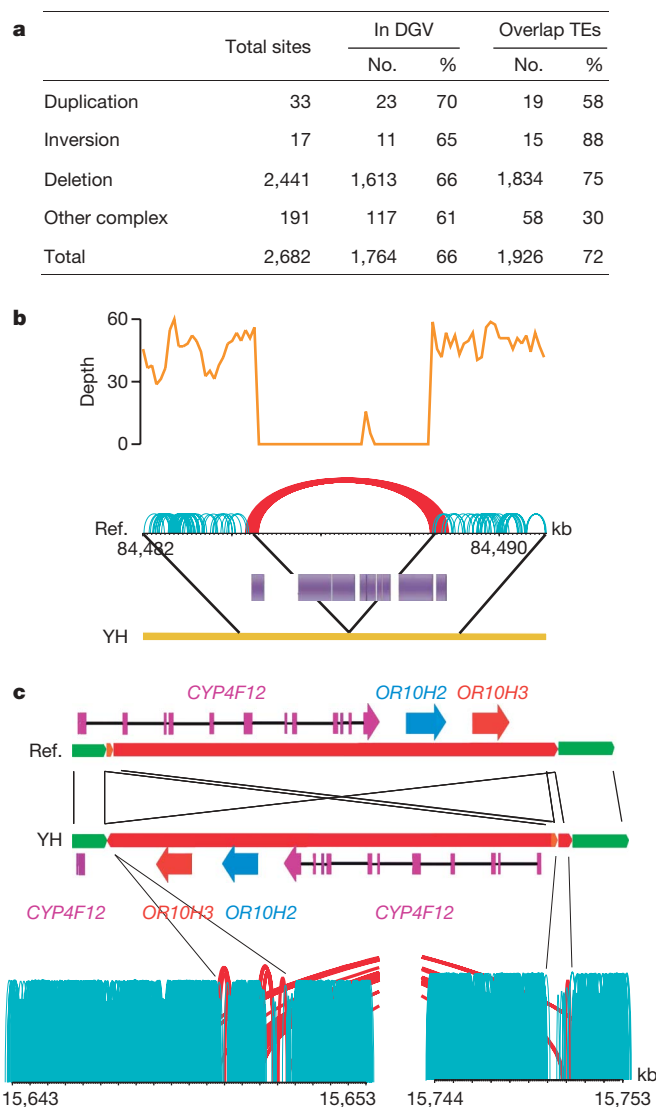 a
Total sites In DGV Overlap TEs
No. % No. %
Duplication 33 23 70 19 58
Inversion 17 11 65 15 88
Deletion 2,441 1,613 66 1,834 75
Other complex 191 117 61 58 30
Total 2,682 1,764 66 1,926 72
b
60
30
0
Depth
Ref.
84,482 84,490 kb
YH
c
CYP4F12 OR10H2 OR10H3
Ref.
YH
CYP4F12 OR10H3 OR10H2 CYP4F12
15,643 15,653 15,744 15,753 kb